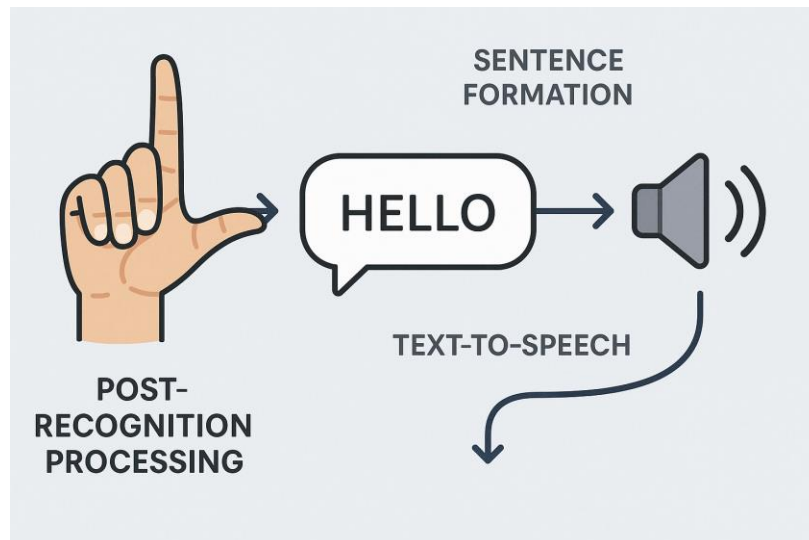 SENTENCE
FORMATION
HELLO
TEXT-TO-SPEECH
POST-
RECOGNITION
PROCESSING